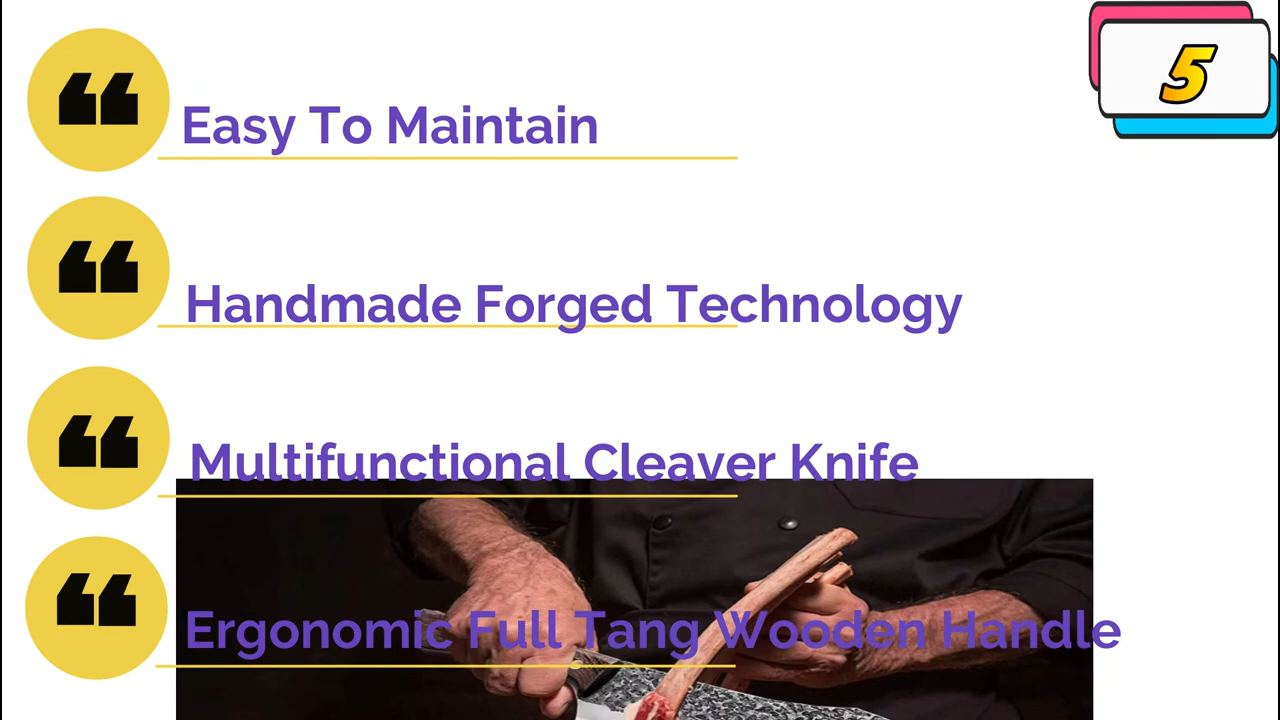 5
Easy To Maintain
Handmade Forged Technology
Multifunctional Cleaver Knife
Ergonomic Full Tang Wooden Handle